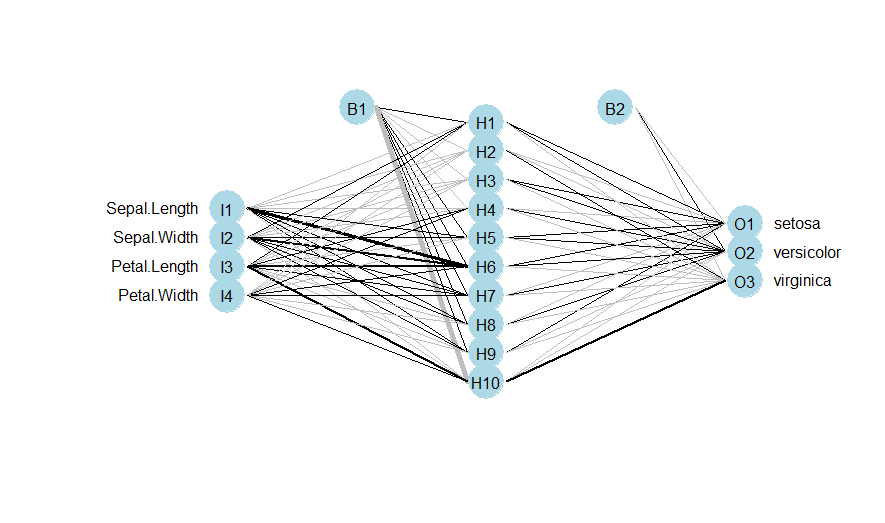 B1
B2
H1
H2
H3
H4
H5
H6
H7
H8
H9
H10
Sepal.Length I1
Sepal.Width I2
Petal.Length I3
Petal.Width I4
O1 setosa
O2 versicolor
O3 virginica